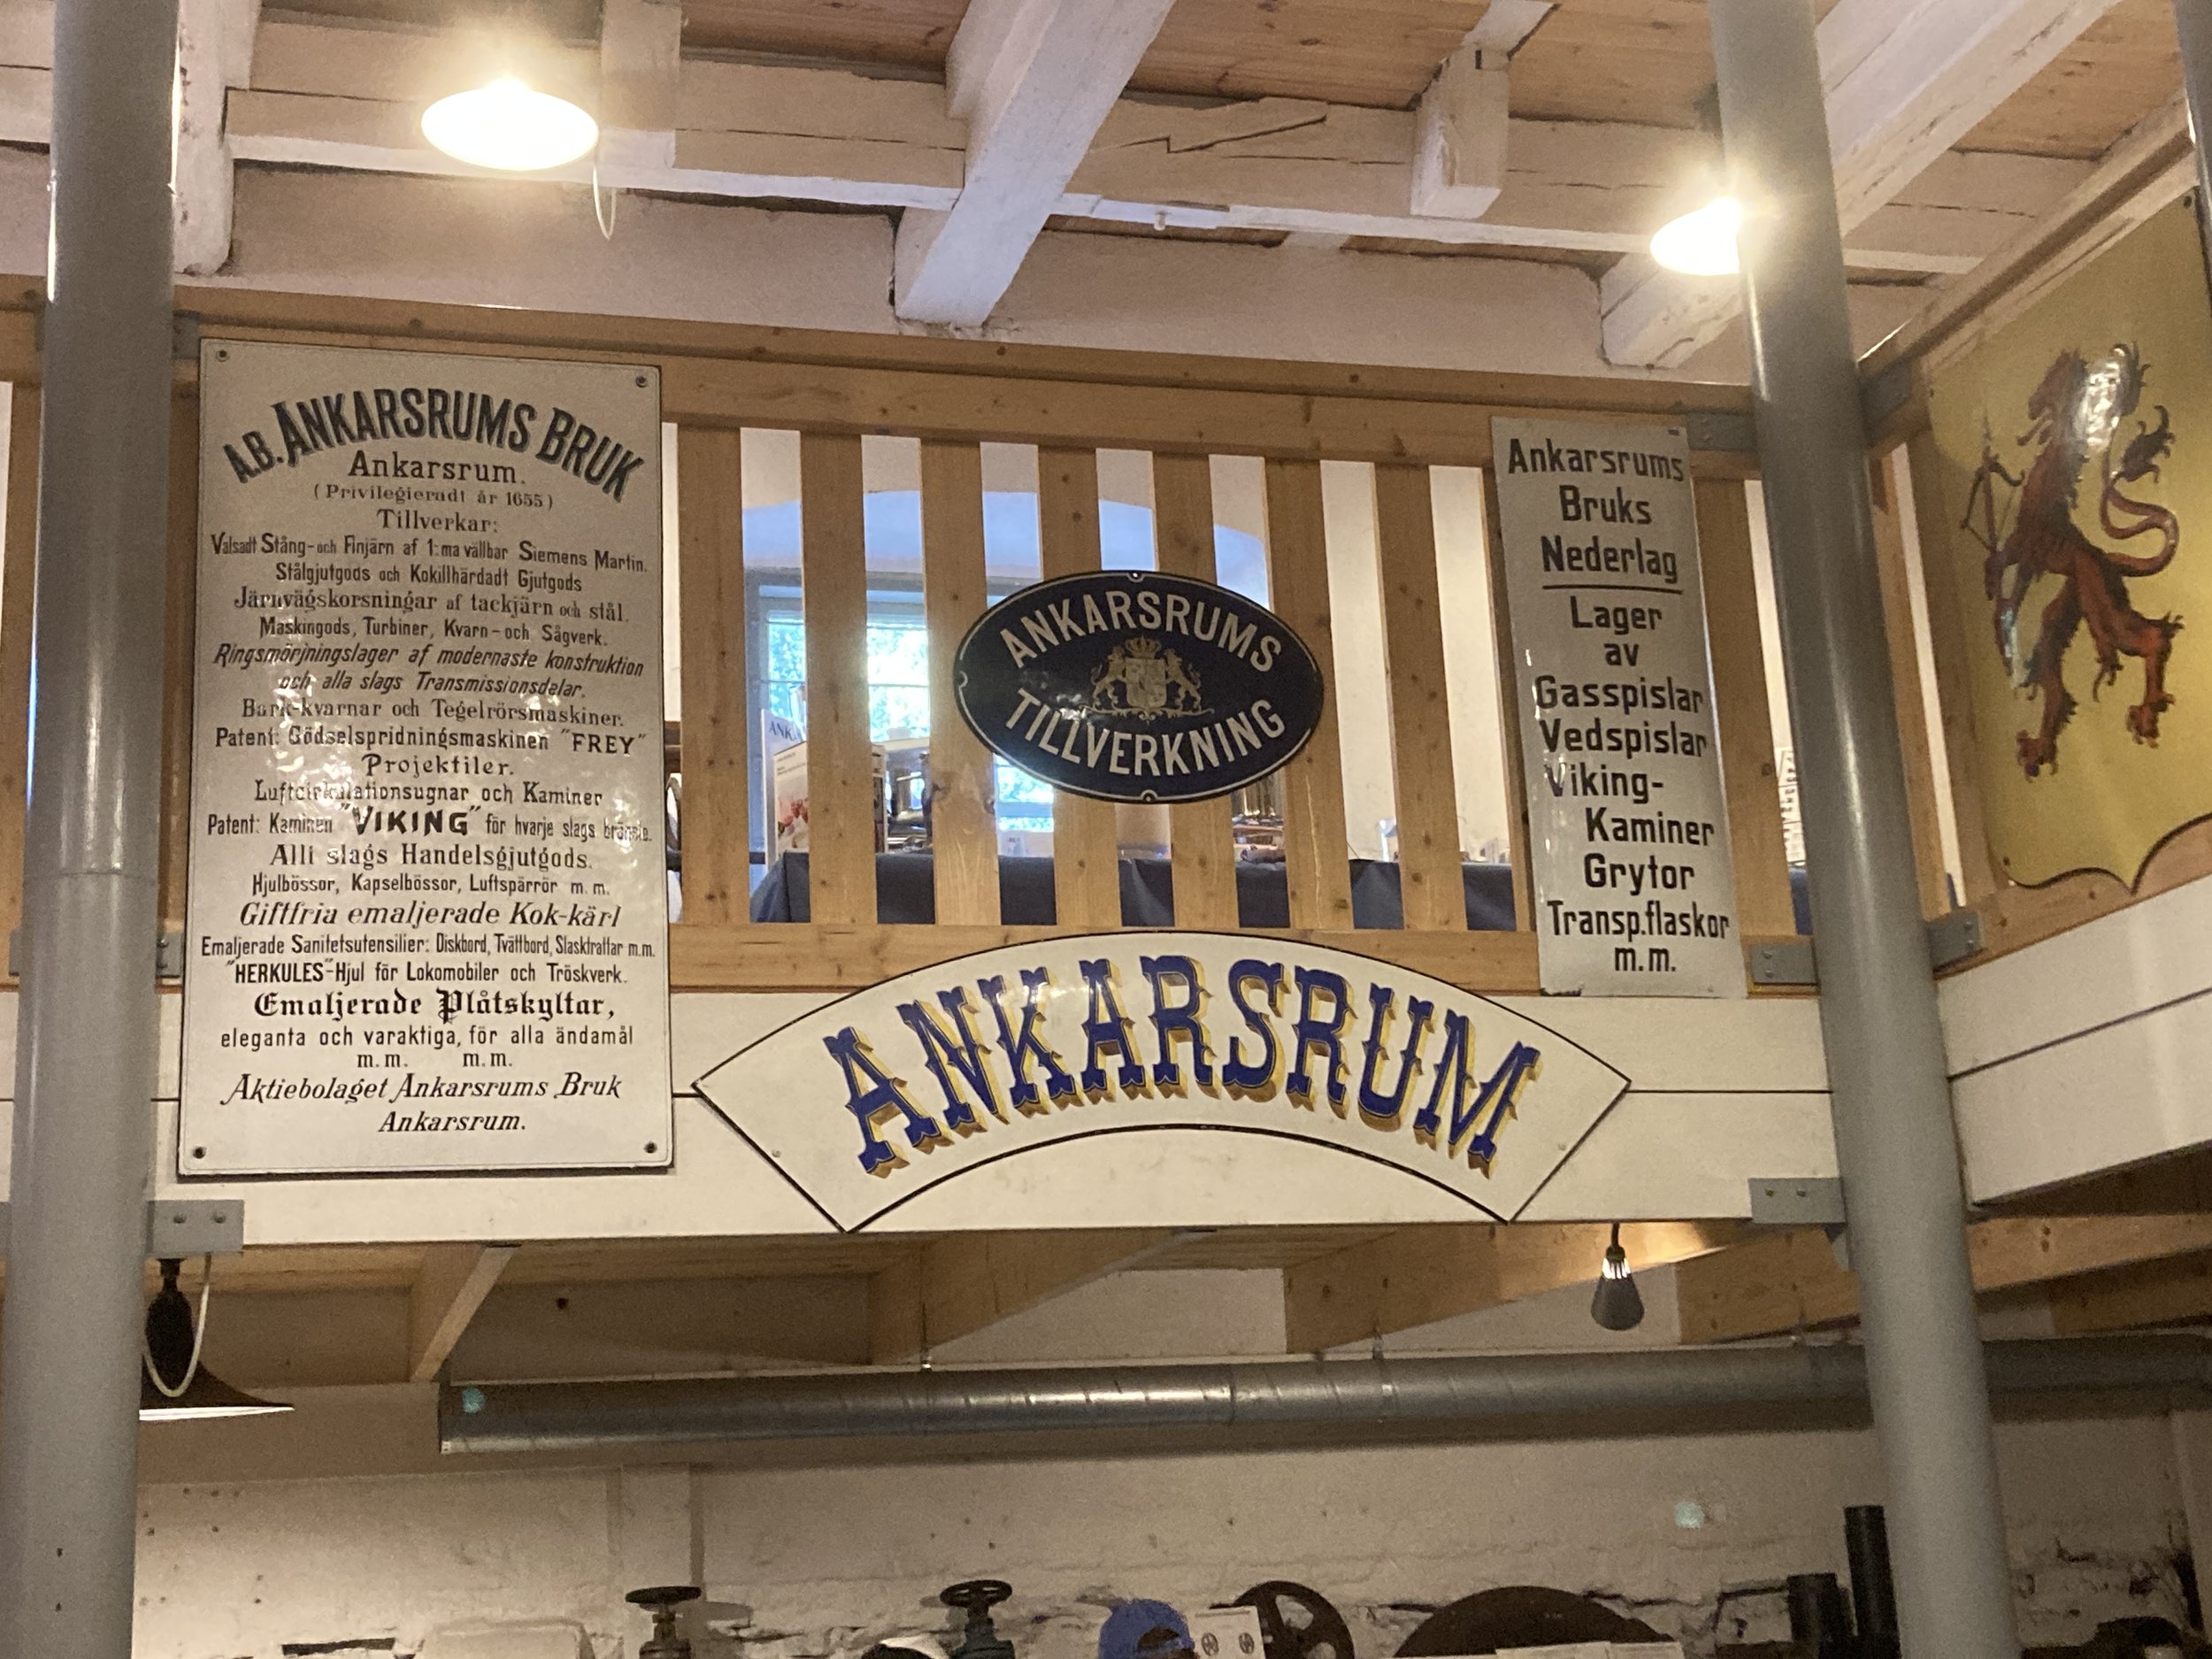 A.B. ANKARSRUMS BRUK
Ankarsrum.
(Privilegieradt år 1655)
Tillverkar:
Valsadt Stång- och Finjärn af 1:ma vällbar Siemens Martin.
Stålgjutgods och Kokillhärdadt Gjutgods
Järnvägskorsningar af tackjärn och stål.
Maskingods, Turbiner, Kvarn- och Sågverk.
Ringsmörjningslager af modernaste konstruktion
och alla slags Transmissionsdelar.
Bark-kvarnar och Tegelrörsmaskiner.
Patent: Gödselspridningsmaskinen "FREY"
Projektiler.
Luftcirkulationsugnar och Kaminer
Patent: Kaminen "VIKING" för hvarje slags bränsle.
All slags Handelsgjutgods.
Hjulbössor, Kapselbössor, Luftspärrör m.m.
Giftfria emaljerade Kok-kärl
Emaljerade Sanitetsutensilier: Diskbord, Tvättbord, Slasktrattar m.m.
"HERKULES"-Hjul för Lokomobiler och Tröskverk.
Emaljerade Plåtskyltar,
eleganta och varaktiga, för alla ändamål
m.m. m.m.
Aktiebolaget Ankarsrums Bruk
Ankarsrum.
ANKARSRUMS
TILLVERKNING
ANKARSRUM
Ankarsrums
Bruks
Nederlag
Lager
av
Gasspislar
Vedspislar
Viking-
Kaminer
Grytor
Transp.flaskor
m.m.